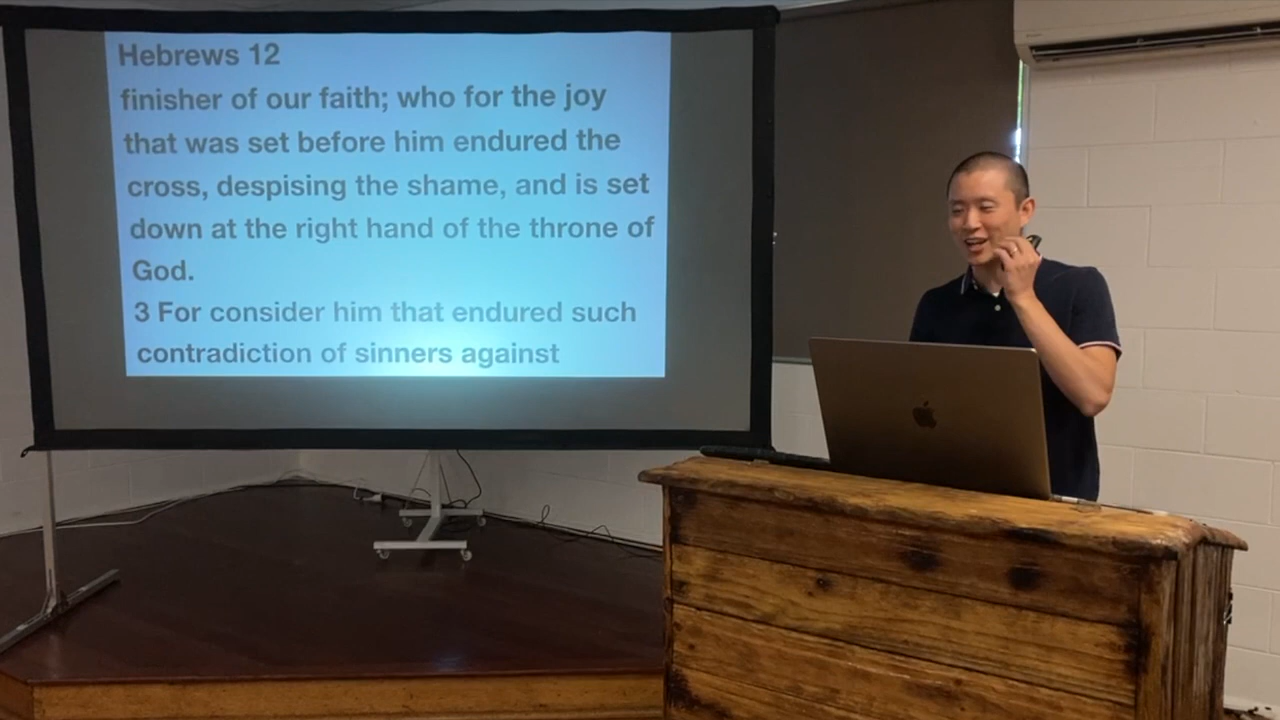 Hebrews 12
finisher of our faith; who for the joy
that was set before him endured the
cross, despising the shame, and is set
down at the right hand of the throne of
God.
3 For consider him that endured such
contradiction of sinners against